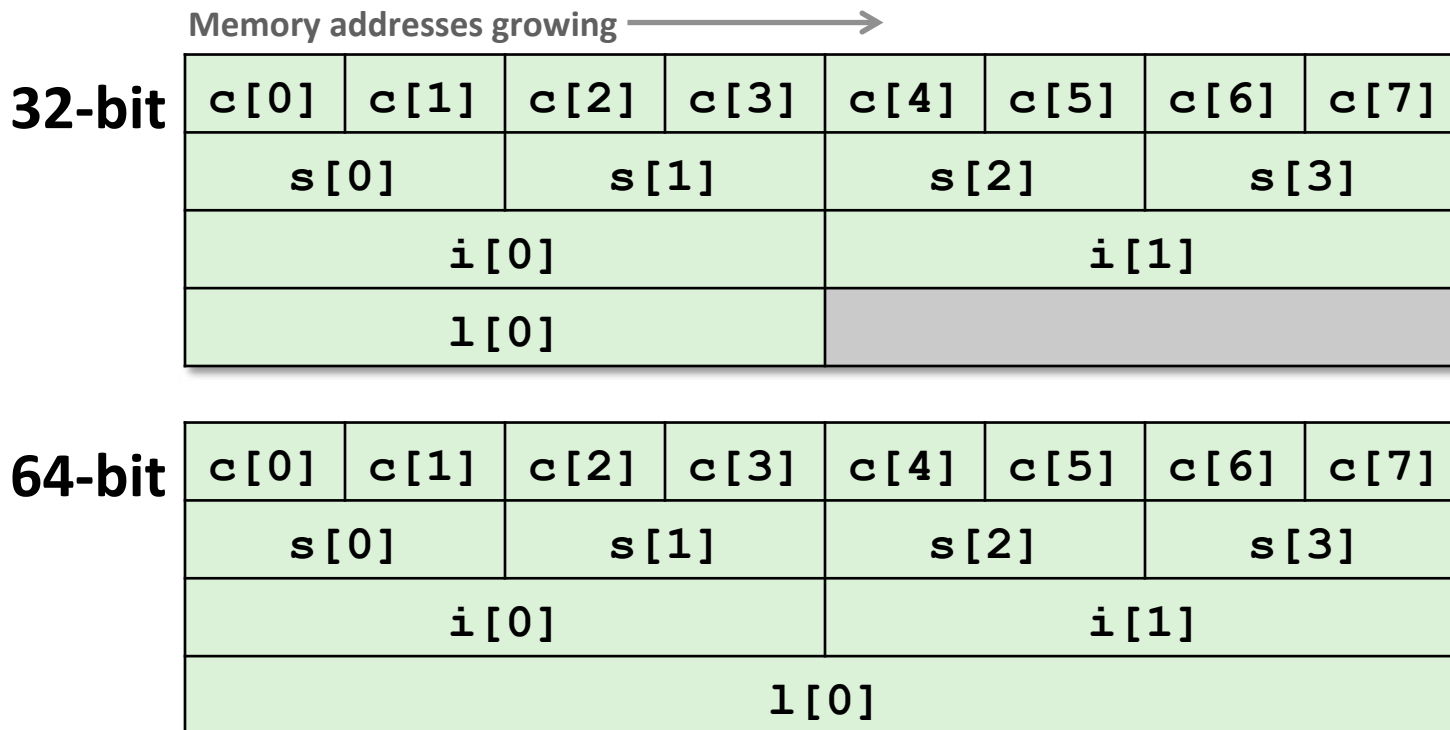 Memory addresses growing
32-bit c[0] c[1] c[2] c[3] c[4] c[5] c[6] c[7]
s[0] s[1] s[2] s[3]
i[0] i[1]
l[0]
64-bit c[0] c[1] c[2] c[3] c[4] c[5] c[6] c[7]
s[0] s[1] s[2] s[3]
i[0] i[1]
l[0]